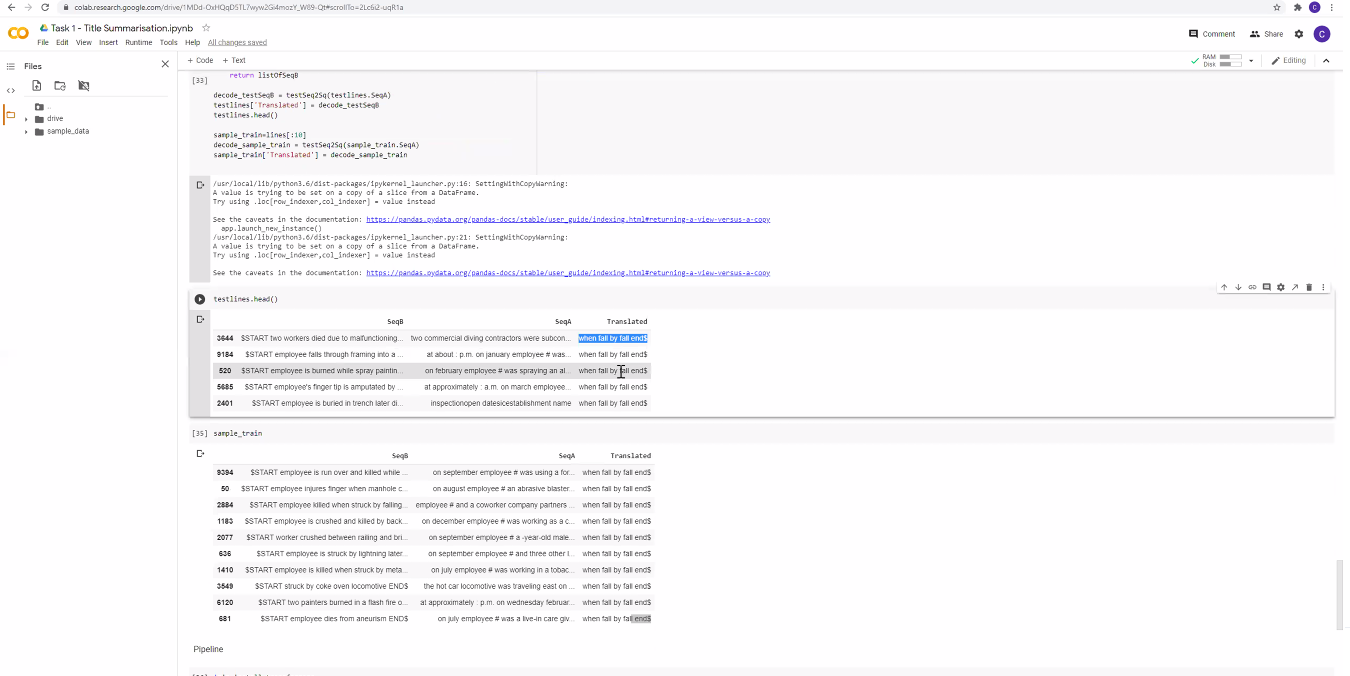 colab.research.google.com/drive/1MDd-OxHQqD5TL7wyw2Gi4mozY_W89-Qt#scrollTo=2Lc6i2-uqR1a
C
Task 1 - Title Summarisation.ipynb
File Edit View Insert Runtime Tools Help All changes saved
Comment Share C
Files
+ Code + Text
RAM
Disk
Editing
..
drive
sample_data
return listOfSeqB
[33]
decode_testSeqB = testSeq2Sq(testlines.SeqA)
testlines['Translated'] = decode_testSeqB
testlines.head()
sample_train=lines[:10]
decode_sample_train = testSeq2Sq(sample_train.SeqA)
sample_train['Translated'] = decode_sample_train
/usr/local/lib/python3.6/dist-packages/ipykernel_launcher.py:16: SettingWithCopyWarning:
A value is trying to be set on a copy of a slice from a DataFrame.
Try using .loc[row_indexer,col_indexer] = value instead
See the caveats in the documentation: https://pandas.pydata.org/pandas-docs/stable/user_guide/indexing.html#returning-a-view-versus-a-copy
app.launch_new_instance()
/usr/local/lib/python3.6/dist-packages/ipykernel_launcher.py:21: SettingWithCopyWarning:
A value is trying to be set on a copy of a slice from a DataFrame.
Try using .loc[row_indexer,col_indexer] = value instead
See the caveats in the documentation: https://pandas.pydata.org/pandas-docs/stable/user_guide/indexing.html#returning-a-view-versus-a-copy
testlines.head()
SeqB SeqA Translated
3644 $START two workers died due to malfunctioning... two commercial diving contractors were subcon... when fall by fall end$
9184 $START employee falls through framing into a ... at about : p.m. on january employee # was... when fall by fall end$
520 $START employee is burned while spray paintin... on february employee # was spraying an al... when fall by fall end$
5685 $START employee's finger tip is amputated by ... at approximately : a.m. on march employee... when fall by fall end$
2401 $START employee is buried in trench later di... inspectionopen datesicestablishment name when fall by fall end$
[35] sample_train
SeqB SeqA Translated
9394 $START employee is run over and killed while ... on september employee # was using a for... when fall by fall end$
50 $START employee injures finger when manhole c... on august employee # an abrasive blaster... when fall by fall end$
2884 $START employee killed when struck by falling... employee # and a coworker company partners ... when fall by fall end$
1183 $START employee is crushed and killed by back... on december employee # was working as a c... when fall by fall end$
2077 $START worker crushed between railing and bri... on september employee # a -year-old male... when fall by fall end$
636 $START employee is struck by lightning later... on september employee # and three other l... when fall by fall end$
1410 $START employee is killed when struck by meta... on july employee # was working in a tobac... when fall by fall end$
3549 $START struck by coke oven locomotive END$ the hot car locomotive was traveling east on ... when fall by fall end$
6120 $START two painters burned in a flash fire o... at approximately : p.m. on wednesday februar... when fall by fall end$
681 $START employee dies from aneurism END$ on july employee # was a live-in care giv... when fall by fall end$
Pipeline